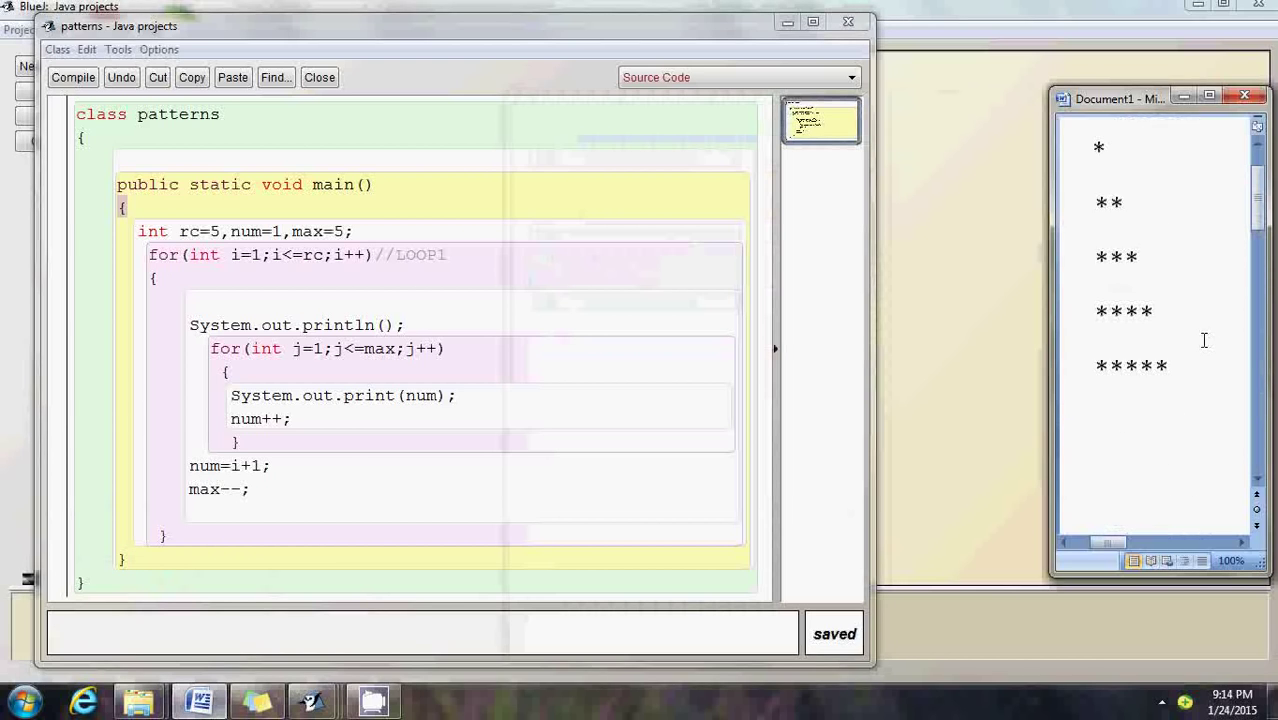 BlueJ: Java projects
Projec
patterns - Java projects
Class Edit Tools Options
Ne
Compile Undo Cut Copy Paste Find... Close
Source Code
class patterns
{
public static void main()
{
int rc=5,num=1,max=5;
for(int i=1;i<=rc;i++)//LOOP1
{
System.out.println();
for(int j=1;j<=max;j++)
{
System.out.print(num);
num++;
}
num=i+1;
max--;
}
}
}
saved
Document1 - Mi...
*
**
***
****
*****
100%
9:14 PM
1/24/2015